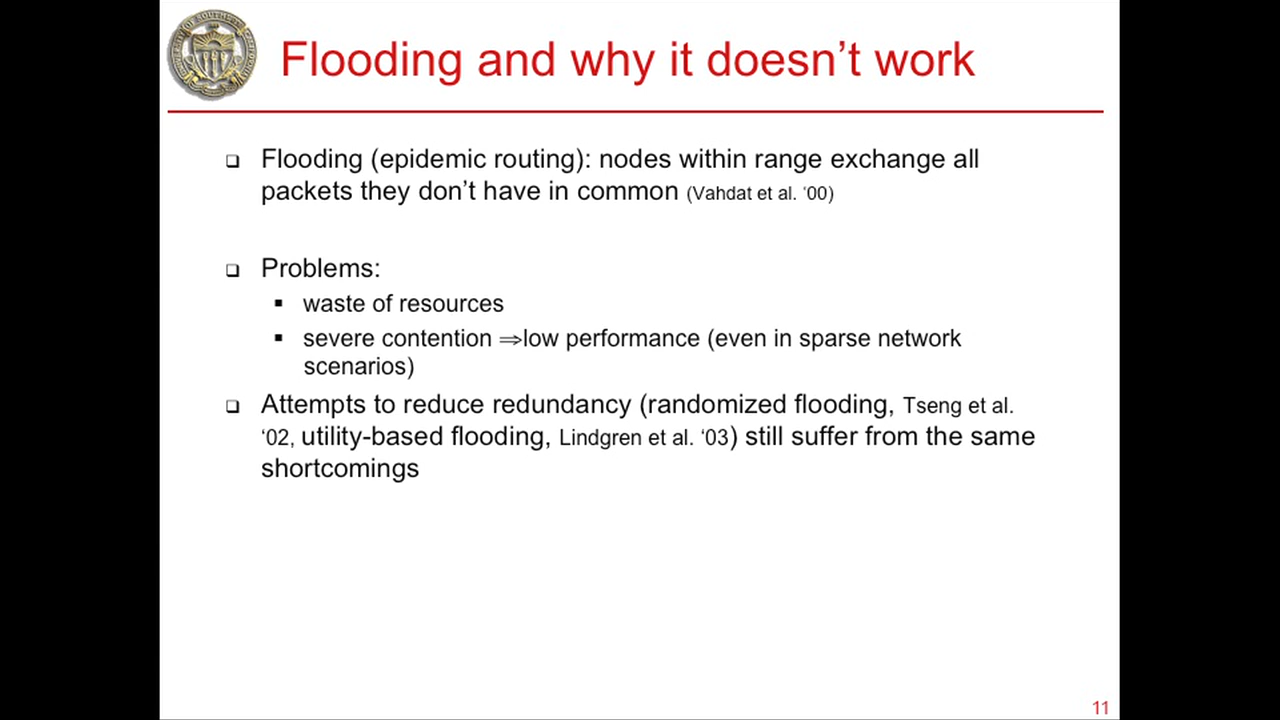 Flooding and why it doesn’t work
❑ Flooding (epidemic routing): nodes within range exchange all
packets they don’t have in common (Vahdat et al. ‘00)
❑ Problems:
▪ waste of resources
▪ severe contention ⇒low performance (even in sparse network
scenarios)
❑ Attempts to reduce redundancy (randomized flooding, Tseng et al.
‘02, utility-based flooding, Lindgren et al. ‘03) still suffer from the same
shortcomings
11